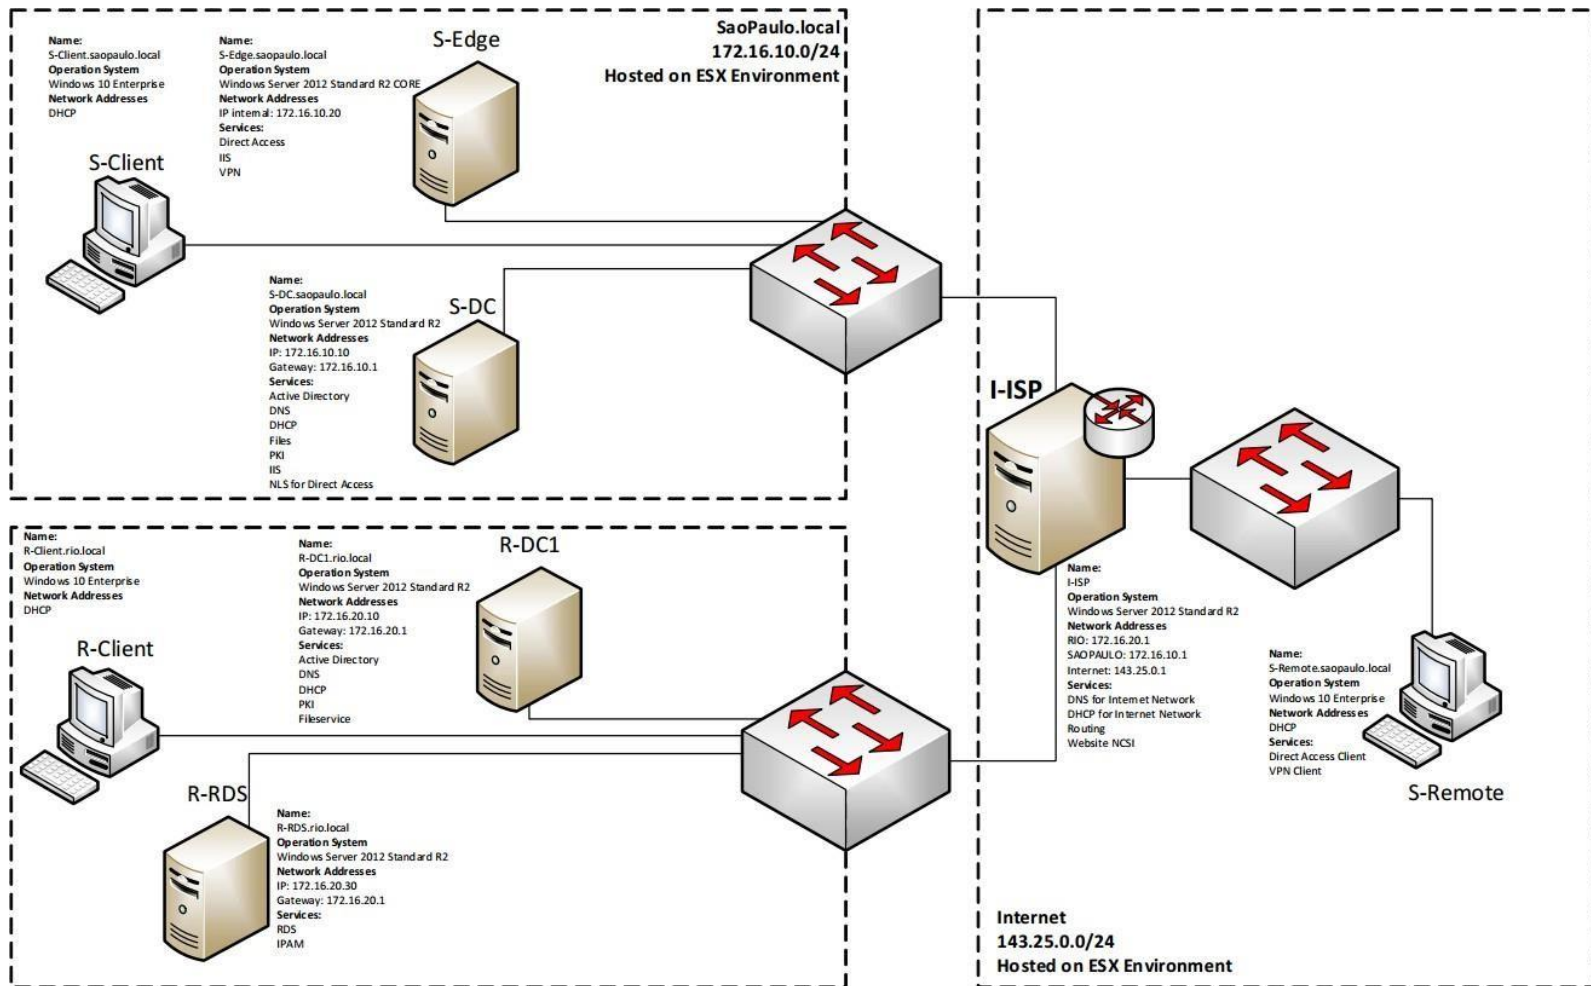 SaoPaulo.local
172.16.10.0/24
Hosted on ESX Environment
Name:
S-Client.saopaulo.local
Operation System
Windows 10 Enterprise
Network Addresses
DHCP
S-Client
Name:
S-Edge.saopaulo.local
Operation System
Windows Server 2012 Standard R2 CORE
Network Addresses
IP internal: 172.16.10.20
Services:
Direct Access
IIS
VPN
S-Edge
Name:
S-DC.saopaulo.local
Operation System
Windows Server 2012 Standard R2
Network Addresses
IP: 172.16.10.10
Gateway: 172.16.10.1
Services:
Active Directory
DNS
DHCP
Files
PKI
IIS
NLS for Direct Access
S-DC
Name:
R-Client.rio.local
Operation System
Windows 10 Enterprise
Network Addresses
DHCP
R-Client
Name:
R-DC1.rio.local
Operation System
Windows Server 2012 Standard R2
Network Addresses
IP: 172.16.20.10
Gateway: 172.16.20.1
Services:
Active Directory
DNS
DHCP
PKI
Fileservice
R-DC1
R-RDS
Name:
R-RDS.rio.local
Operation System
Windows Server 2012 Standard R2
Network Addresses
IP: 172.16.20.30
Gateway: 172.16.20.1
Services:
RDS
IPAM
I-ISP
Name:
I-ISP
Operation System
Windows Server 2012 Standard R2
Network Addresses
RIO: 172.16.20.1
SAOPAULO: 172.16.10.1
Internet: 143.25.0.1
Services:
DNS for Internet Network
DHCP for Internet Network
Routing
Website NCSI
Name:
S-Remote.saopaulo.local
Operation System
Windows 10 Enterprise
Network Addresses
DHCP
Services:
Direct Access Client
VPN Client
S-Remote
Internet
143.25.0.0/24
Hosted on ESX Environment